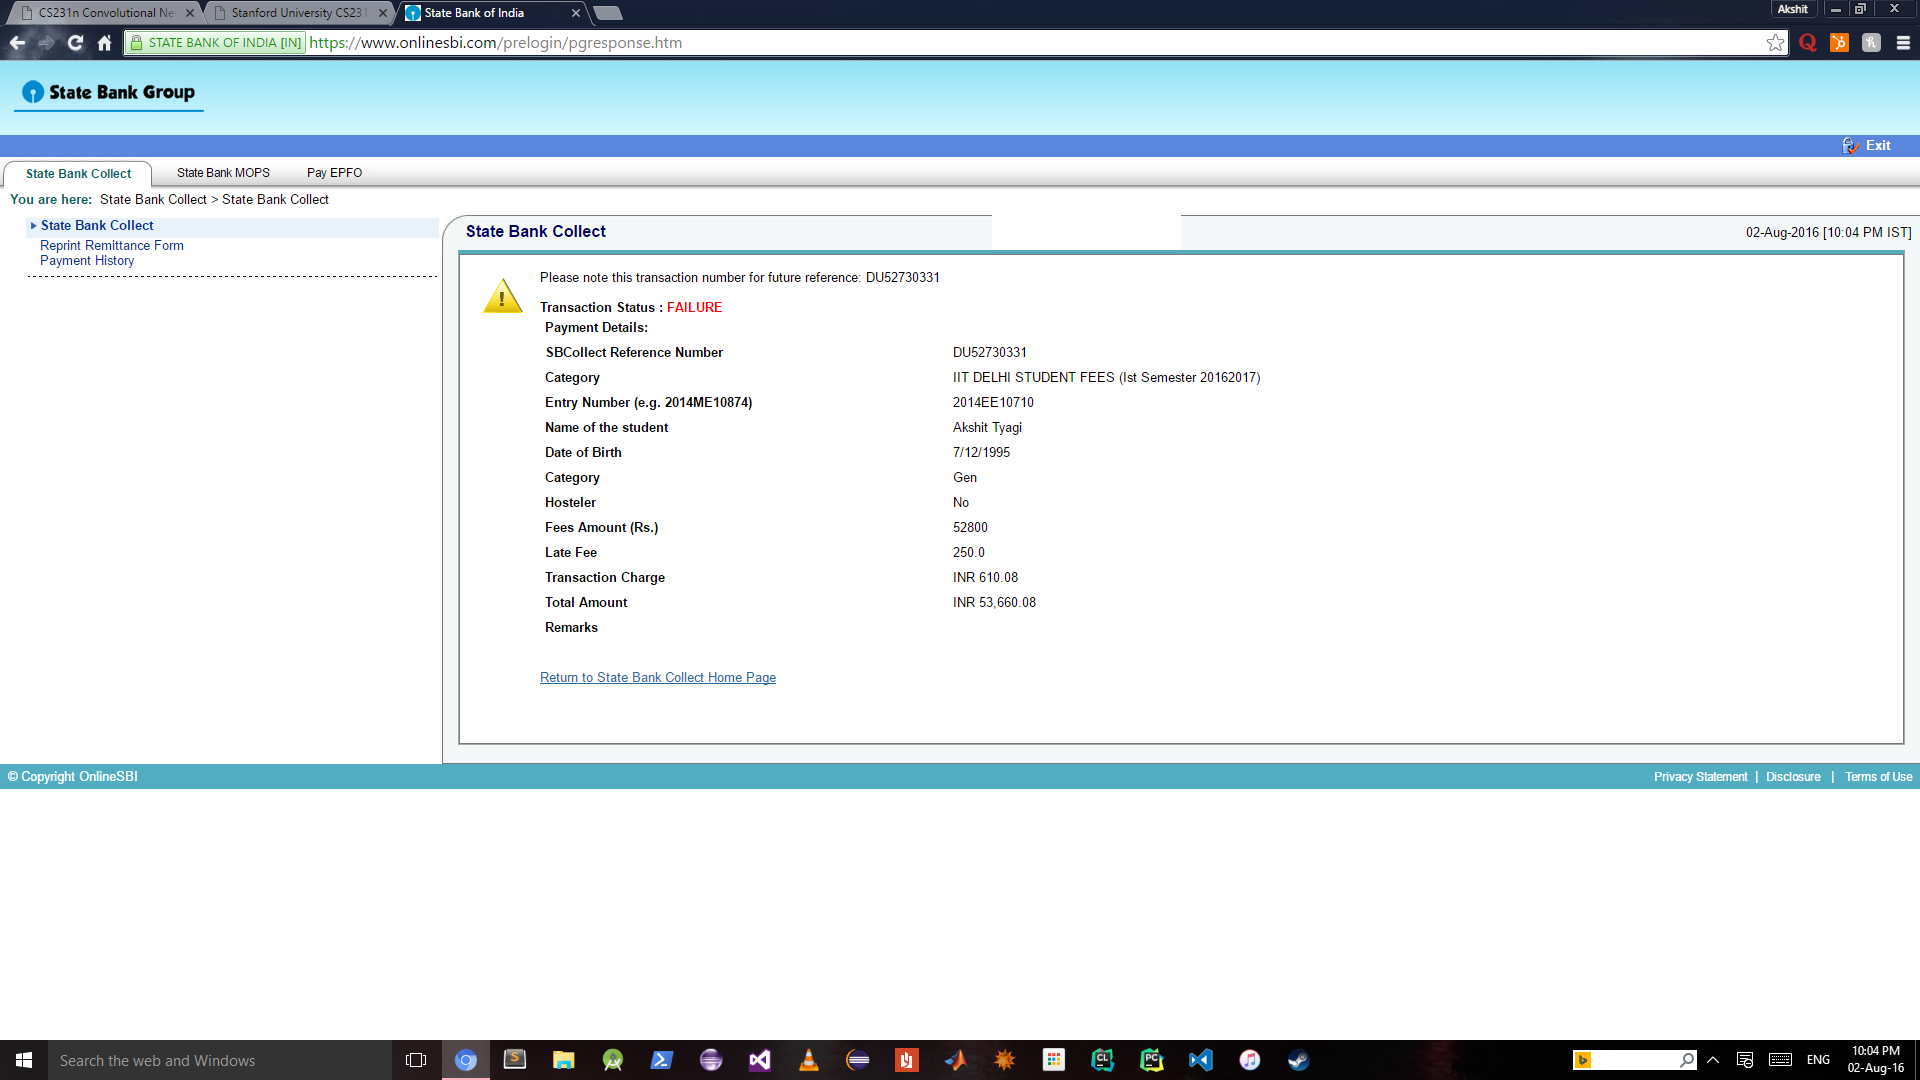 CS231n Convolutional Ne
Stanford University CS231
State Bank of India
Akshit
STATE BANK OF INDIA [IN]
https://www.onlinesbi.com/prelogin/pgresponse.htm
State Bank Group
Exit
State Bank Collect
State Bank MOPS
Pay EPFO
You are here: State Bank Collect > State Bank Collect
State Bank Collect
Reprint Remittance Form
Payment History
State Bank Collect
02-Aug-2016 [10:04 PM IST]
Please note this transaction number for future reference: DU52730331
Transaction Status : FAILURE
Payment Details:
SBCollect Reference Number DU52730331
Category IIT DELHI STUDENT FEES (Ist Semester 20162017)
Entry Number (e.g. 2014ME10874) 2014EE10710
Name of the student Akshit Tyagi
Date of Birth 7/12/1995
Category Gen
Hosteler No
Fees Amount (Rs.) 52800
Late Fee 250.0
Transaction Charge INR 610.08
Total Amount INR 53,660.08
Remarks
Return to State Bank Collect Home Page
© Copyright OnlineSBI
Privacy Statement | Disclosure | Terms of Use
Search the web and Windows
ENG
10:04 PM
02-Aug-16